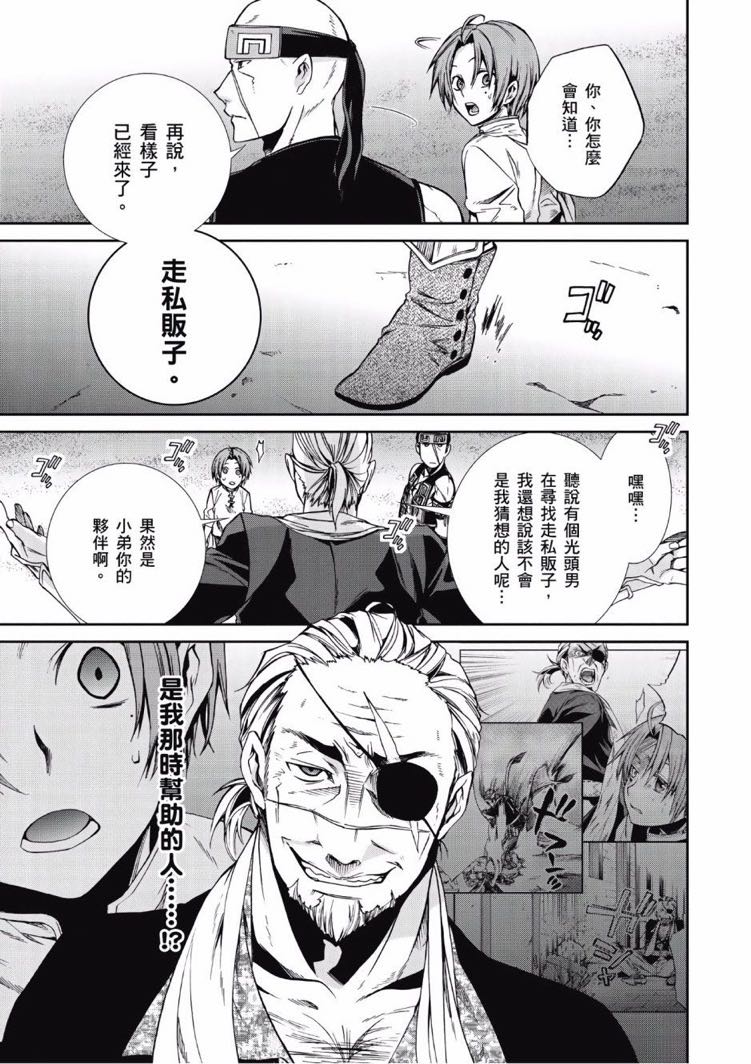 你、你怎麼
會知道…
再說，
看樣子
已經來了。
走私販子。
ゴッ
ゴッ
ゴッ
ゴッ
ゴッ
嘿嘿…
聽說有個光頭男
在尋找走私販子，
我還想說該不會
是我猜想的人呢…
果然是
小弟你的
夥伴啊。
是我那時幫助的人……!?